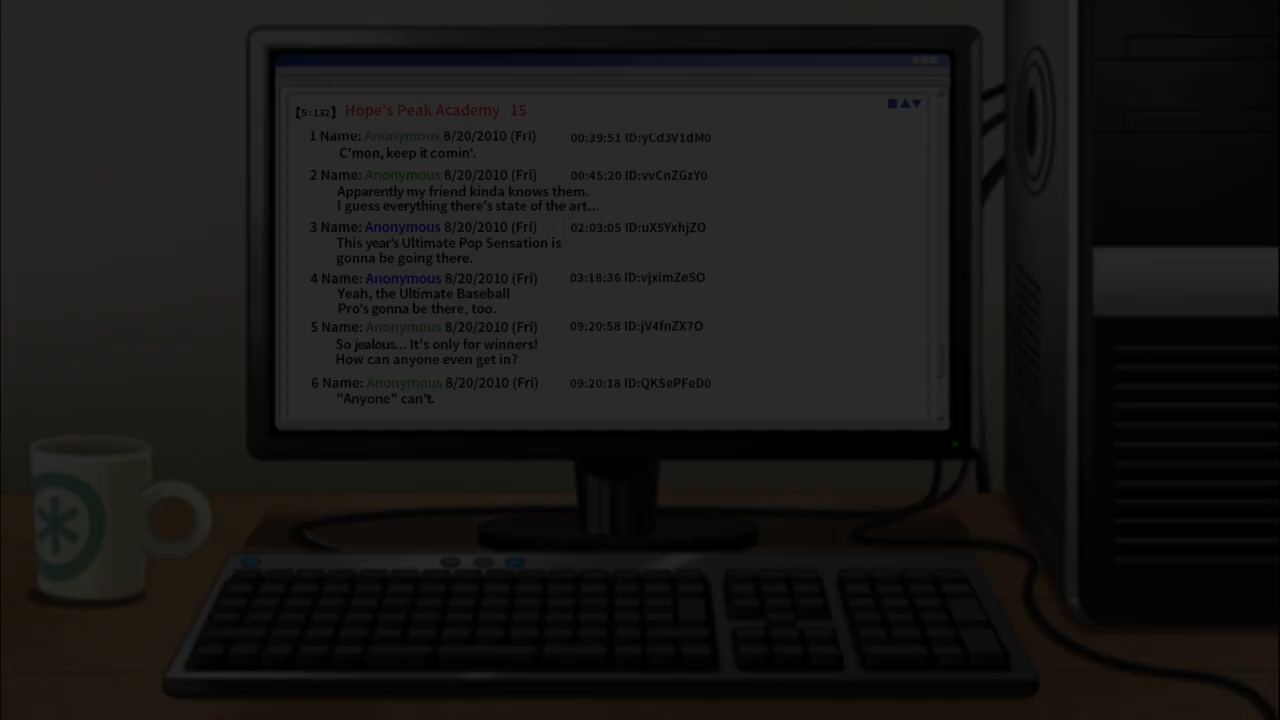 【5:132】 Hope's Peak Academy 15
1 Name: Anonymous 8/20/2010 (Fri) 00:39:51 ID:yCd3V1dM0
C'mon, keep it comin'.
2 Name: Anonymous 8/20/2010 (Fri) 00:45:20 ID:vvCnZGzY0
Apparently my friend kinda knows them.
I guess everything there's state of the art...
3 Name: Anonymous 8/20/2010 (Fri) 02:03:05 ID:uX5YxhjZO
This year's Ultimate Pop Sensation is
gonna be going there.
4 Name: Anonymous 8/20/2010 (Fri) 03:18:36 ID:vjximZeSO
Yeah, the Ultimate Baseball
Pro's gonna be there, too.
5 Name: Anonymous 8/20/2010 (Fri) 09:20:58 ID:jV4fnZX7O
So jealous... It's only for winners!
How can anyone even get in?
6 Name: Anonymous 8/20/2010 (Fri) 09:20:18 ID:QKSePFeD0
"Anyone" can't.